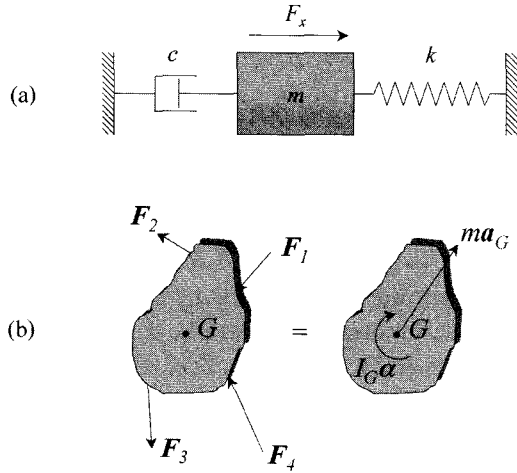 F_x
c
k
(a)
m
F_2
F_1
ma_G
(b)
G
=
G
I_Gα
F_3
F_4